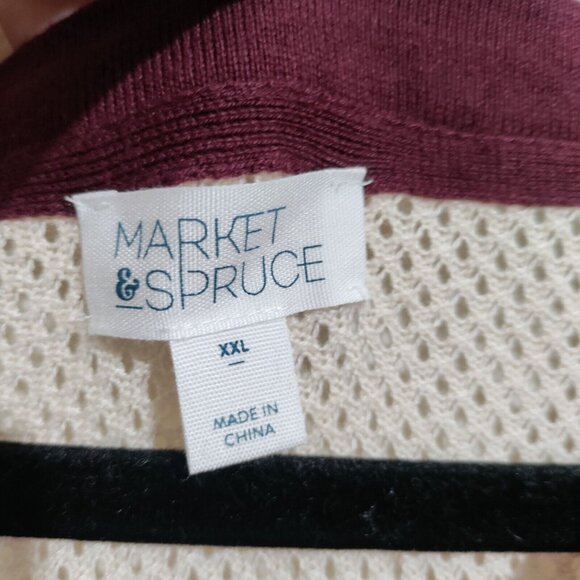 MARKET
& SPRUCE
XXL
MADE IN
CHINA